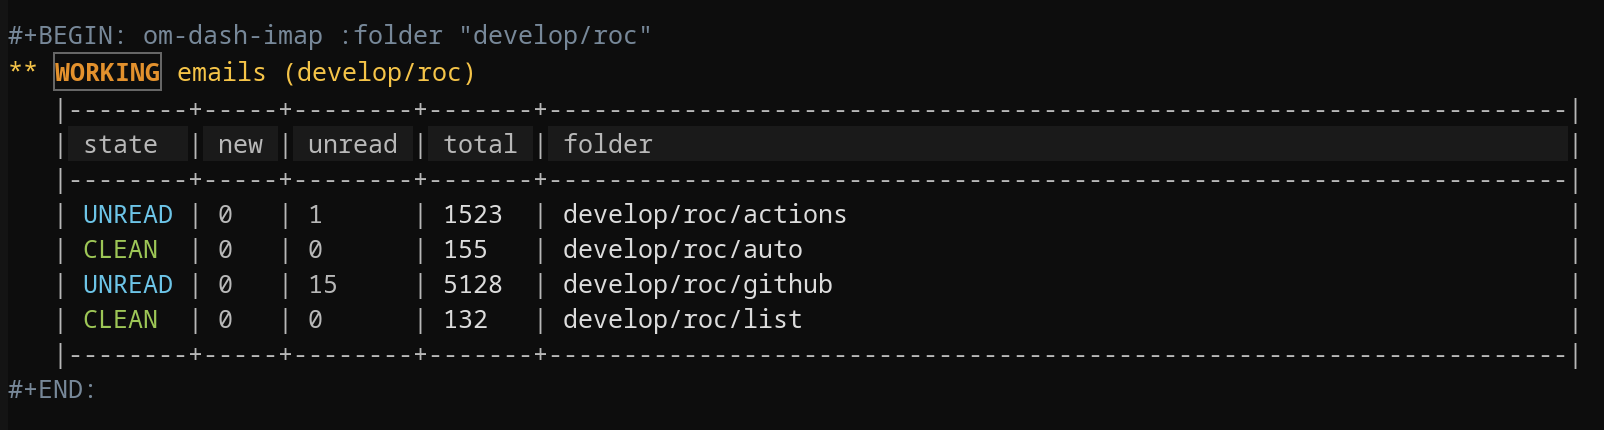 #+BEGIN: om-dash-imap :folder "develop/roc"
** WORKING emails (develop/roc)
|--------+-----+--------+-------+--------------------------------------------------------------------|
| state  | new | unread | total | folder                                                             |
|--------+-----+--------+-------+--------------------------------------------------------------------|
| UNREAD | 0   | 1      | 1523  | develop/roc/actions                                                |
| CLEAN  | 0   | 0      | 155   | develop/roc/auto                                                   |
| UNREAD | 0   | 15     | 5128  | develop/roc/github                                                 |
| CLEAN  | 0   | 0      | 132   | develop/roc/list                                                   |
|--------+-----+--------+-------+--------------------------------------------------------------------|
#+END: